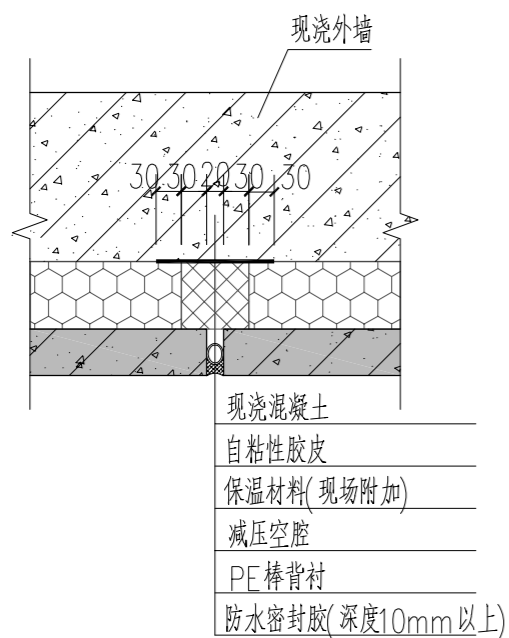 现浇外墙
30 30 20 30 30
现浇混凝土
自粘性胶皮
保温材料(现场附加)
减压空腔
PE棒背衬
防水密封胶(深度10mm以上)